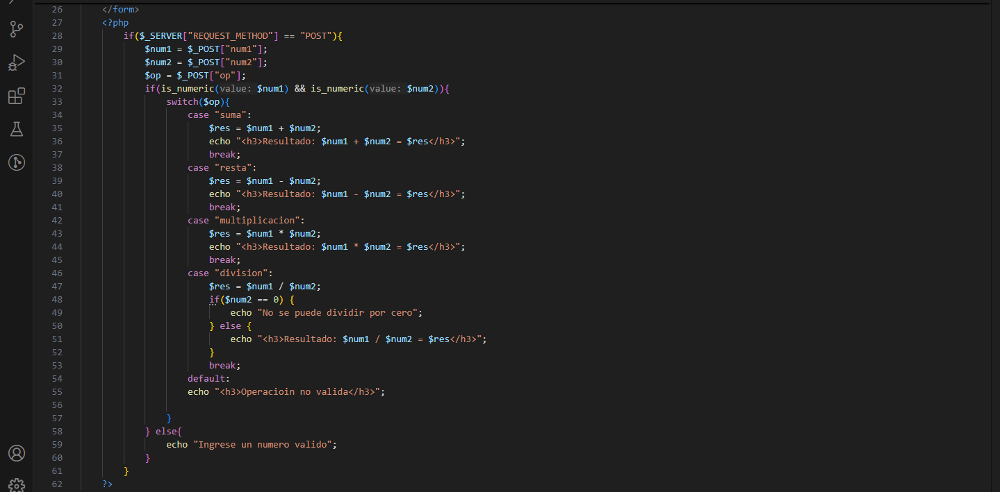 26 </form>
27 <?php
28 if($_SERVER["REQUEST_METHOD"] == "POST"){
29 $num1 = $_POST["num1"];
30 $num2 = $_POST["num2"];
31 $op = $_POST["op"];
32 if(is_numeric(value: $num1) && is_numeric(value: $num2)){
33 switch($op){
34 case "suma":
35 $res = $num1 + $num2;
36 echo "<h3>Resultado: $num1 + $num2 = $res</h3>";
37 break;
38 case "resta":
39 $res = $num1 - $num2;
40 echo "<h3>Resultado: $num1 - $num2 = $res</h3>";
41 break;
42 case "multiplicacion":
43 $res = $num1 * $num2;
44 echo "<h3>Resultado: $num1 * $num2 = $res</h3>";
45 break;
46 case "division":
47 $res = $num1 / $num2;
48 if($num2 == 0) {
49 echo "No se puede dividir por cero";
50 } else {
51 echo "<h3>Resultado: $num1 / $num2 = $res</h3>";
52 }
53 break;
54 default:
55 echo "<h3>Operacioin no valida</h3>";
56
57 }
58 } else{
59 echo "Ingrese un numero valido";
60 }
61 }
62 ?>